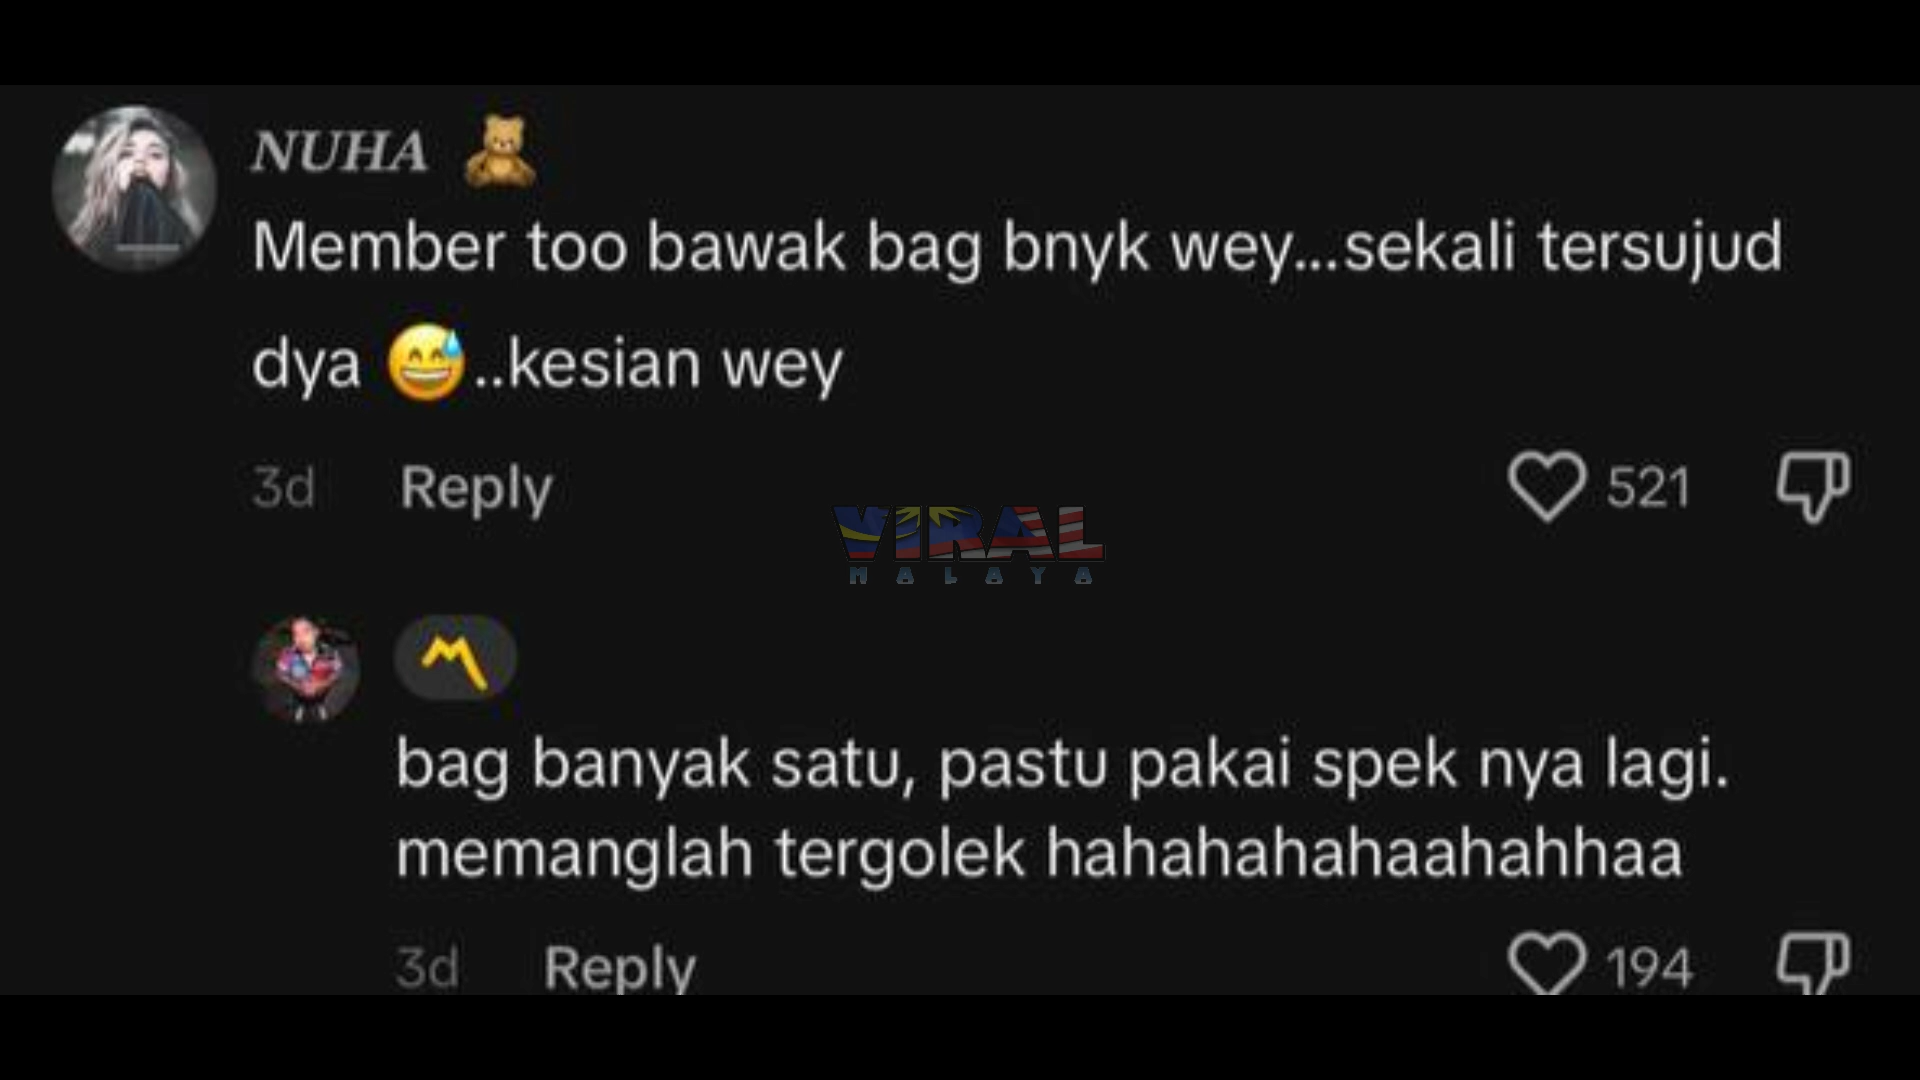 NUHA 🧸
Member too bawak bag bnyk wey...sekali tersujud
dya 😅..kesian wey
3d Reply 521
VIRAL
MALAYA
〽️
bag banyak satu, pastu pakai spek nya lagi.
memanglah tergolek hahahahahaahahhaa
3d Reply 194